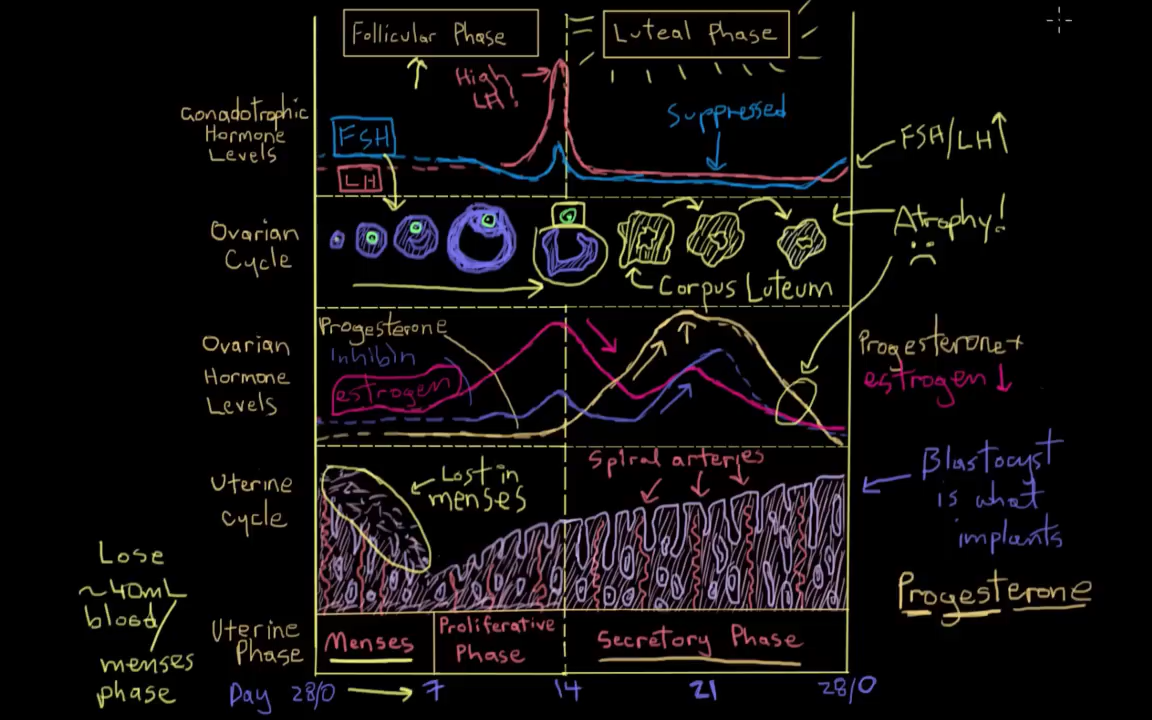 Follicular Phase
Luteal Phase
High
LH!
Gonadotrophic
Hormone
Levels
FSH
LH
Suppressed
FSH/LH↑
Ovarian
Cycle
Corpus Luteum
Atrophy!
Ovarian
Hormone
Levels
Progesterone
Inhibin
estrogen
Progesterone+
estrogen↓
Uterine
Cycle
Lost in
menses
Spiral arteries
Blastocyst
is what
implants
Progesterone
Lose
~40mL
blood/
menses
phase
Uterine
Phase
Menses
Proliferative
Phase
Secretory Phase
Day 28/0 → 7 14 21 28/0